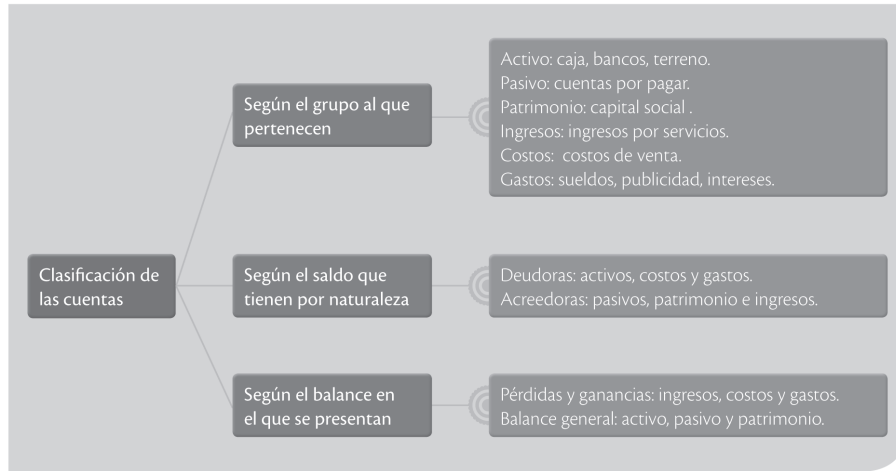 Clasificación de
las cuentas
Según el grupo al que
pertenecen
Activo: caja, bancos, terreno.
Pasivo: cuentas por pagar.
Patrimonio: capital social .
Ingresos: ingresos por servicios.
Costos: costos de venta.
Gastos: sueldos, publicidad, intereses.
Según el saldo que
tienen por naturaleza
Deudoras: activos, costos y gastos.
Acreedoras: pasivos, patrimonio e ingresos.
Según el balance en
el que se presentan
Pérdidas y ganancias: ingresos, costos y gastos.
Balance general: activo, pasivo y patrimonio.